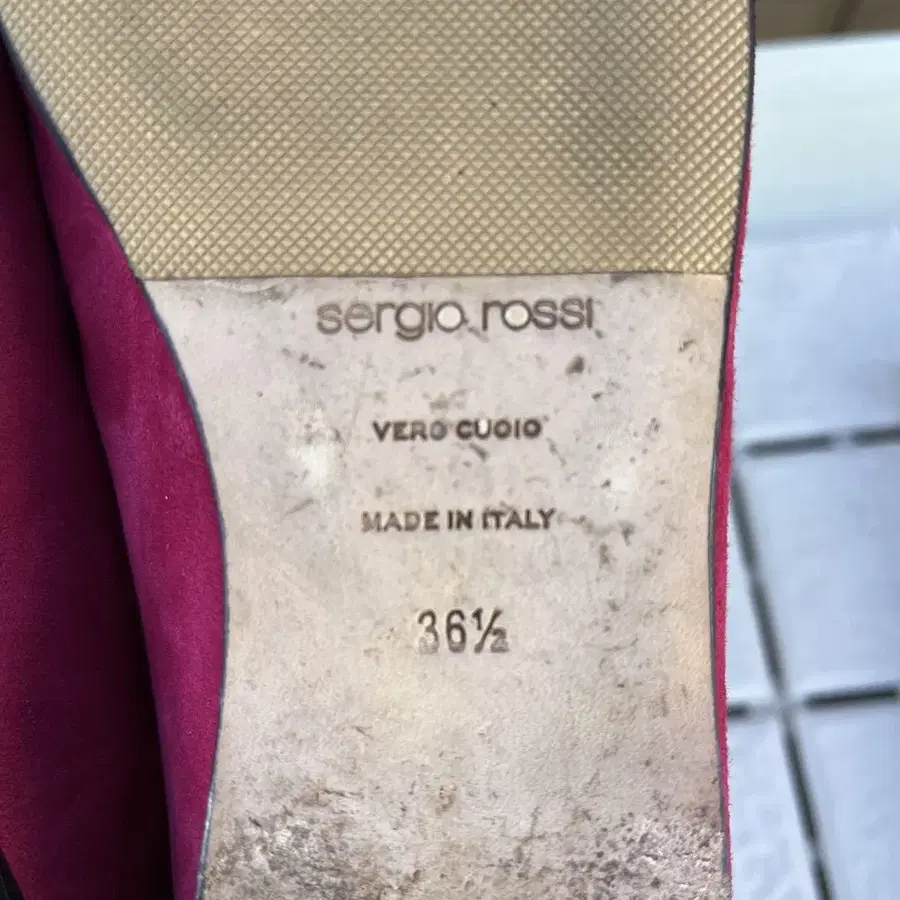 sergio rossi
VERO CUOIO
MADE IN ITALY
36½